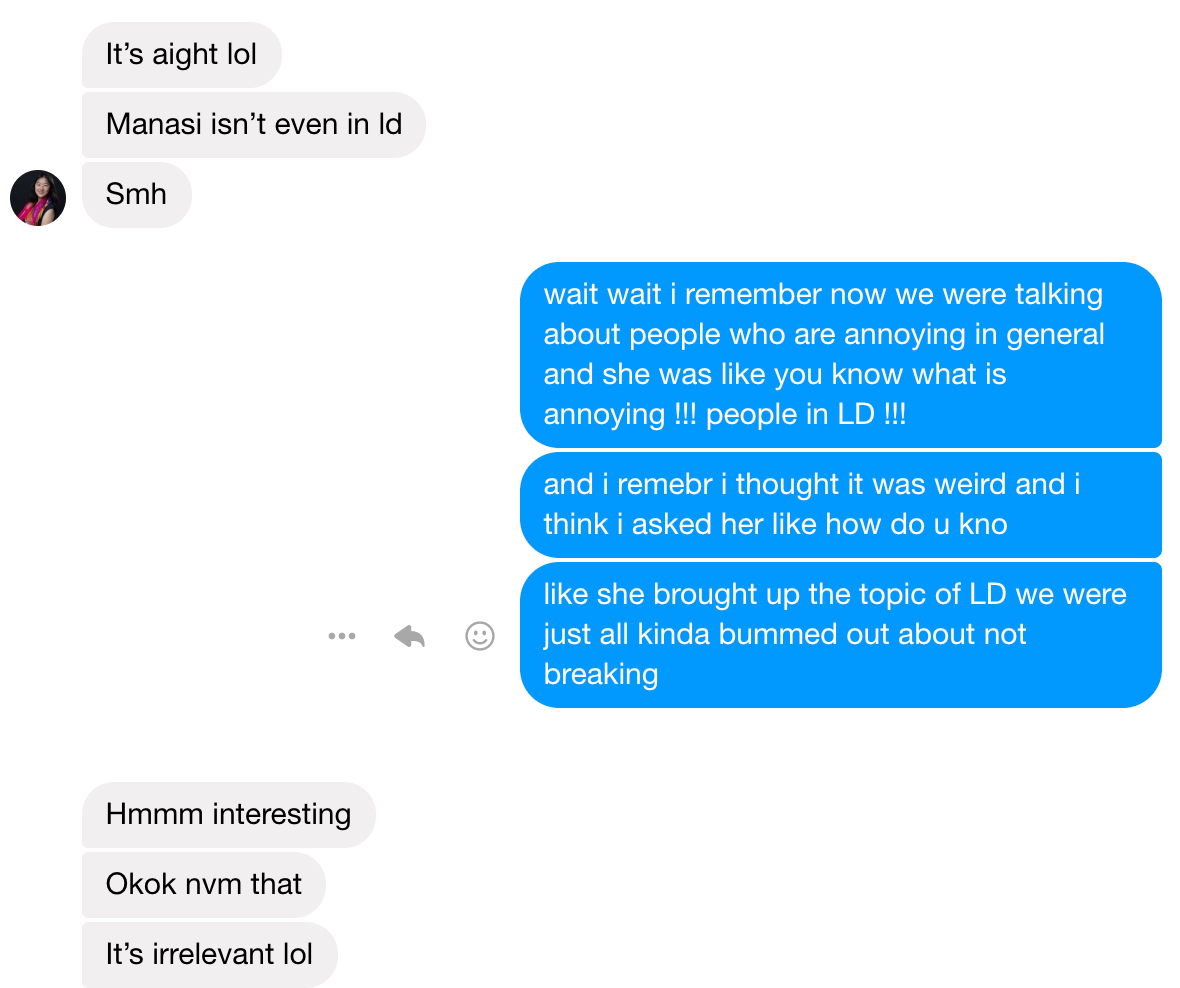 It’s aight lol
Manasi isn’t even in ld
Smh
wait wait i remember now we were talking
about people who are annoying in general
and she was like you know what is
annoying !!! people in LD !!!
and i remebr i thought it was weird and i
think i asked her like how do u kno
like she brought up the topic of LD we were
just all kinda bummed out about not
breaking
Hmmm interesting
Okok nvm that
It’s irrelevant lol